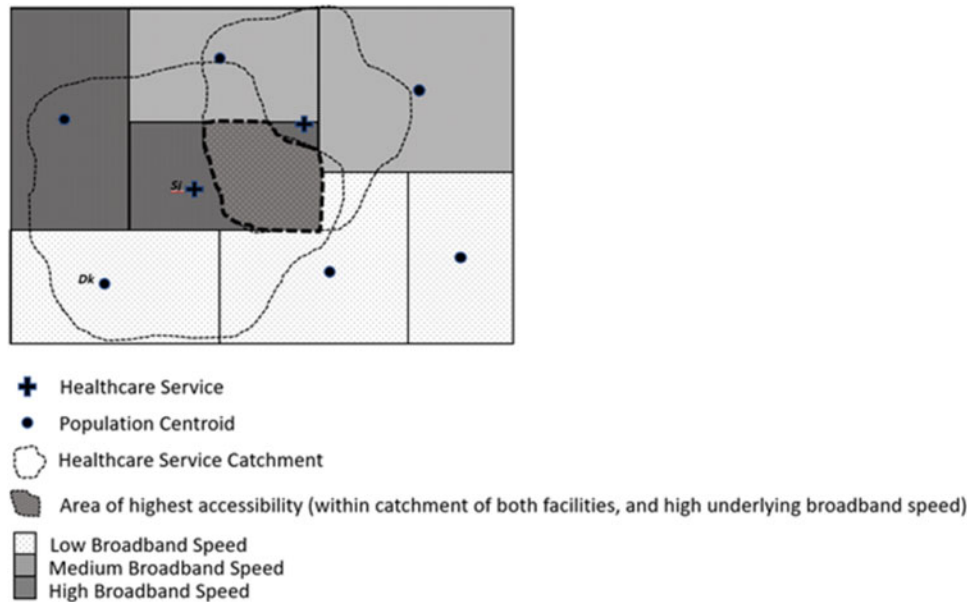 Si
Dk
Healthcare Service
Population Centroid
Healthcare Service Catchment
Area of highest accessibility (within catchment of both facilities, and high underlying broadband speed)
Low Broadband Speed
Medium Broadband Speed
High Broadband Speed